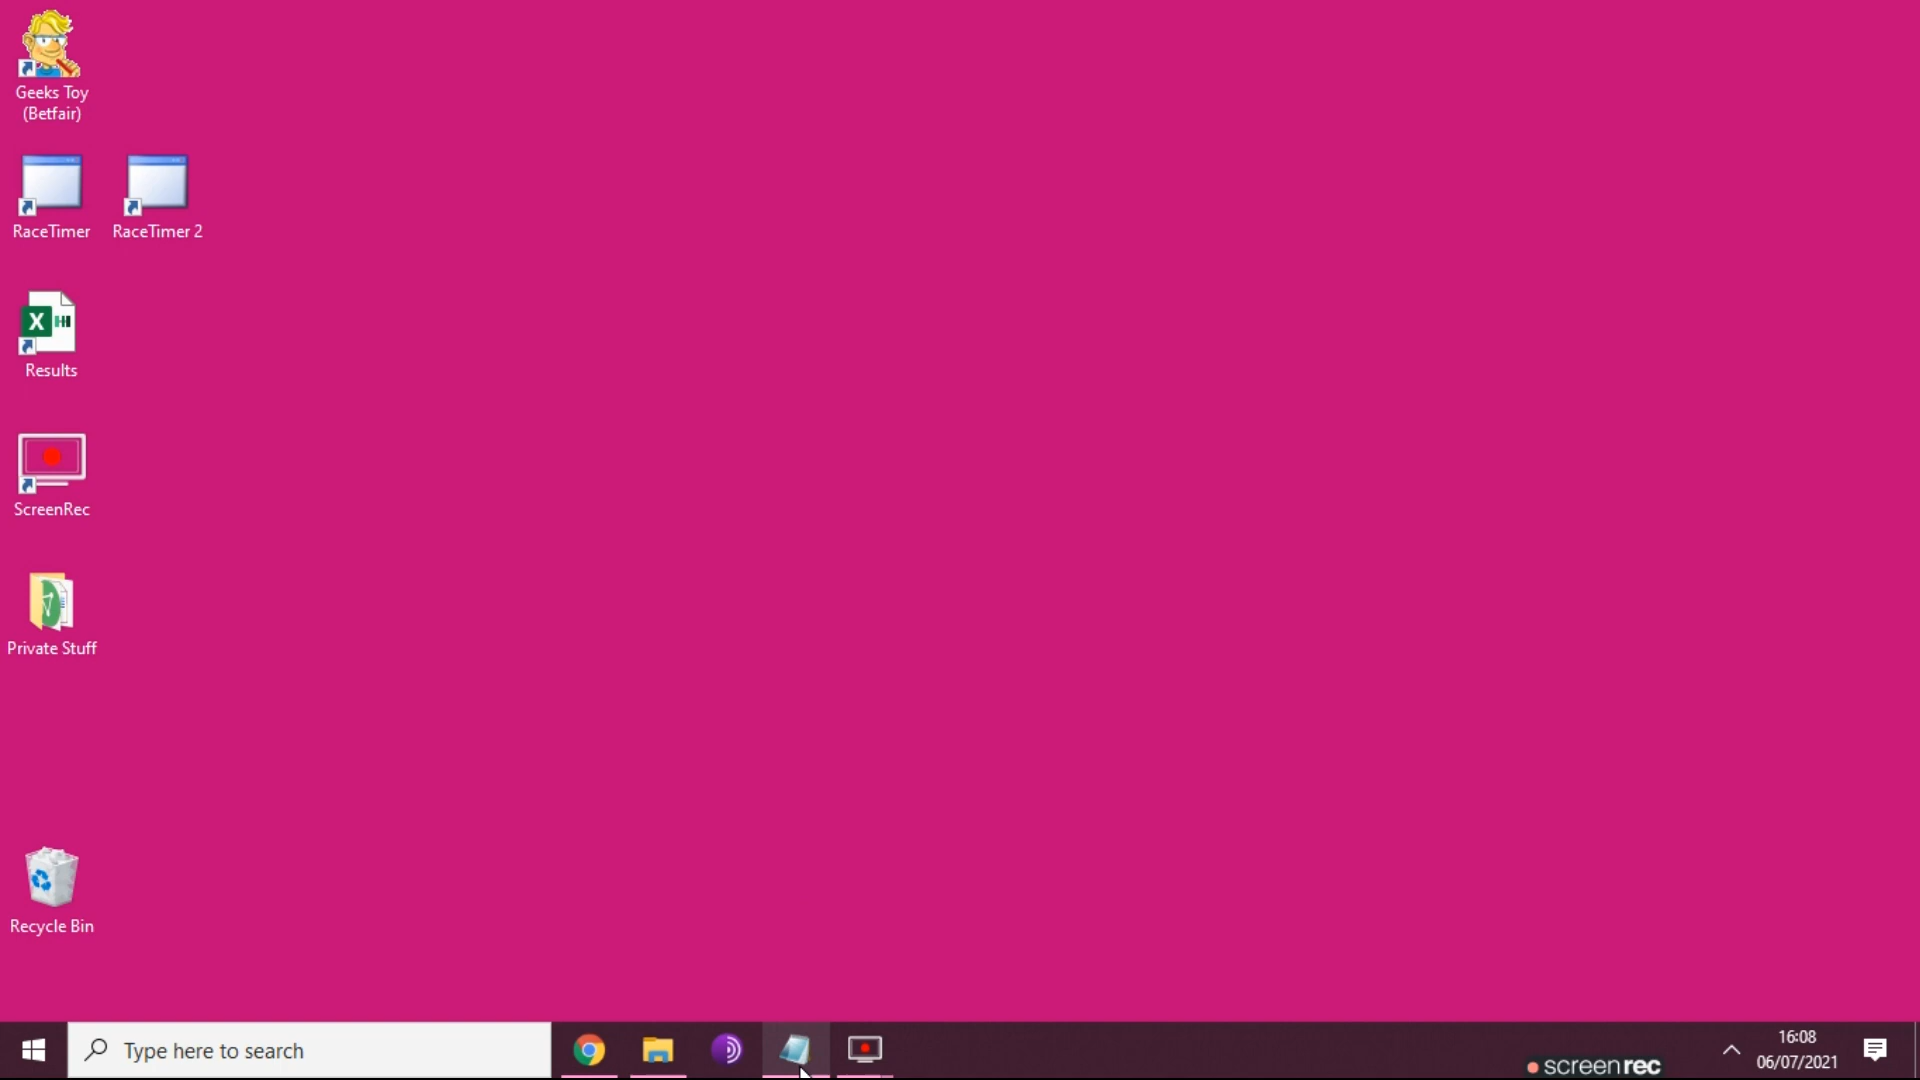 Geeks Toy
(Betfair)
RaceTimer
RaceTimer 2
X
Results
ScreenRec
Private Stuff
Recycle Bin
Type here to search
screenrec
16:08
06/07/2021